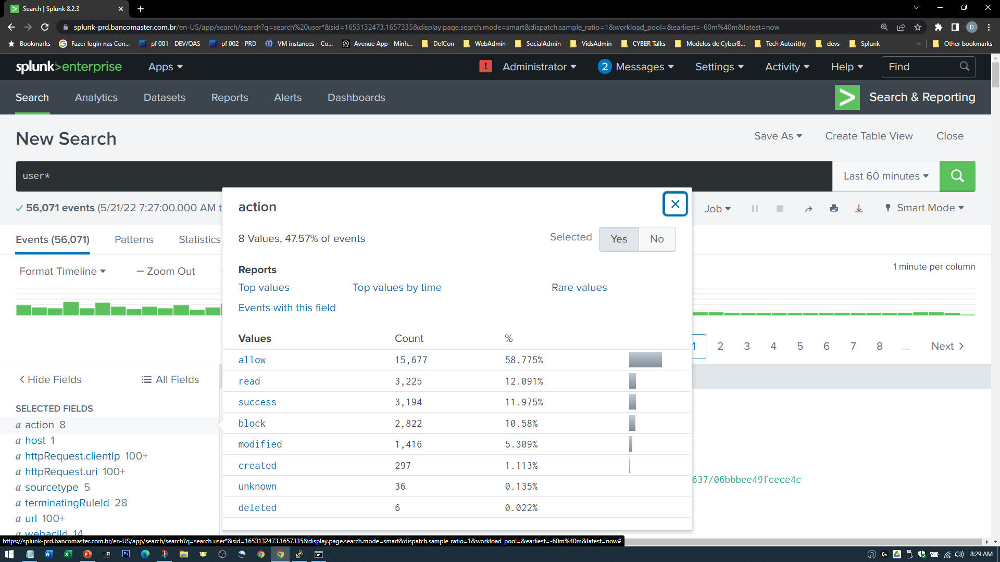 Search | Splunk 8.2.3
splunk-prd.bancomaster.com.br/en-US/app/search/search?q=search%20user*&sid=1653132473.1657335&display.page.search.mode=smart&dispatch.sample_ratio=1&workload_pool=&earliest=-60m%40m&latest=now
D
Bookmarks Fazer login nas Con... pf 001 - DEV/QAS pf 002 - PRD VM instances – Co... Avenue App - Minh... DefCon WebAdmin SocialAdmin VidsAdmin CYBER Talks Modelos de CyberB... Tech Autority devs Splunk » Other bookmarks
splunk>enterprise Apps ! Administrator 2 Messages Settings Activity Help Find
Search Analytics Datasets Reports Alerts Dashboards Search & Reporting
New Search Save As Create Table View Close
user* Last 60 minutes
56,071 events (5/21/22 7:27:00.000 AM t Job Smart Mode
Events (56,071) Patterns Statistics
Format Timeline – Zoom Out 1 minute per column
action
8 Values, 47.57% of events Selected Yes No
Reports
Top values Top values by time Rare values
Events with this field
Values Count %
allow 15,677 58.775%
read 3,225 12.091%
success 3,194 11.975%
block 2,822 10.58%
modified 1,416 5.309%
created 297 1.113%
unknown 36 0.135%
deleted 6 0.022%
1 2 3 4 5 6 7 8 ... Next >
< Hide Fields All Fields
SELECTED FIELDS
a action 8
a host 1
a httpRequest.clientIp 100+
a httpRequest.uri 100+
a sourcetype 5
a terminatingRuleId 28
a url 100+
a webaclId 14
637/06bbbee49fcece4c
https://splunk-prd.bancomaster.com.br/en-US/app/search/search?q=search user*&sid=1653132473.1657335&display.page.search.mode=smart&dispatch.sample_ratio=1&workload_pool=&earliest=-60m%40m&latest=now#
8:29 AM